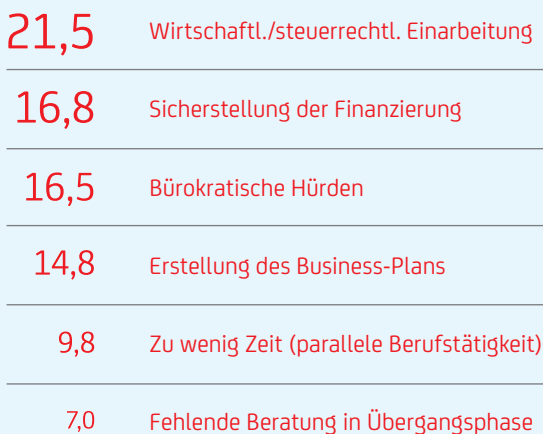 21,5 Wirtschaftl./steuerrechtl. Einarbeitung
16,8 Sicherstellung der Finanzierung
16,5 Bürokratische Hürden
14,8 Erstellung des Business-Plans
9,8 Zu wenig Zeit (parallele Berufstätigkeit)
7,0 Fehlende Beratung in Übergangsphase